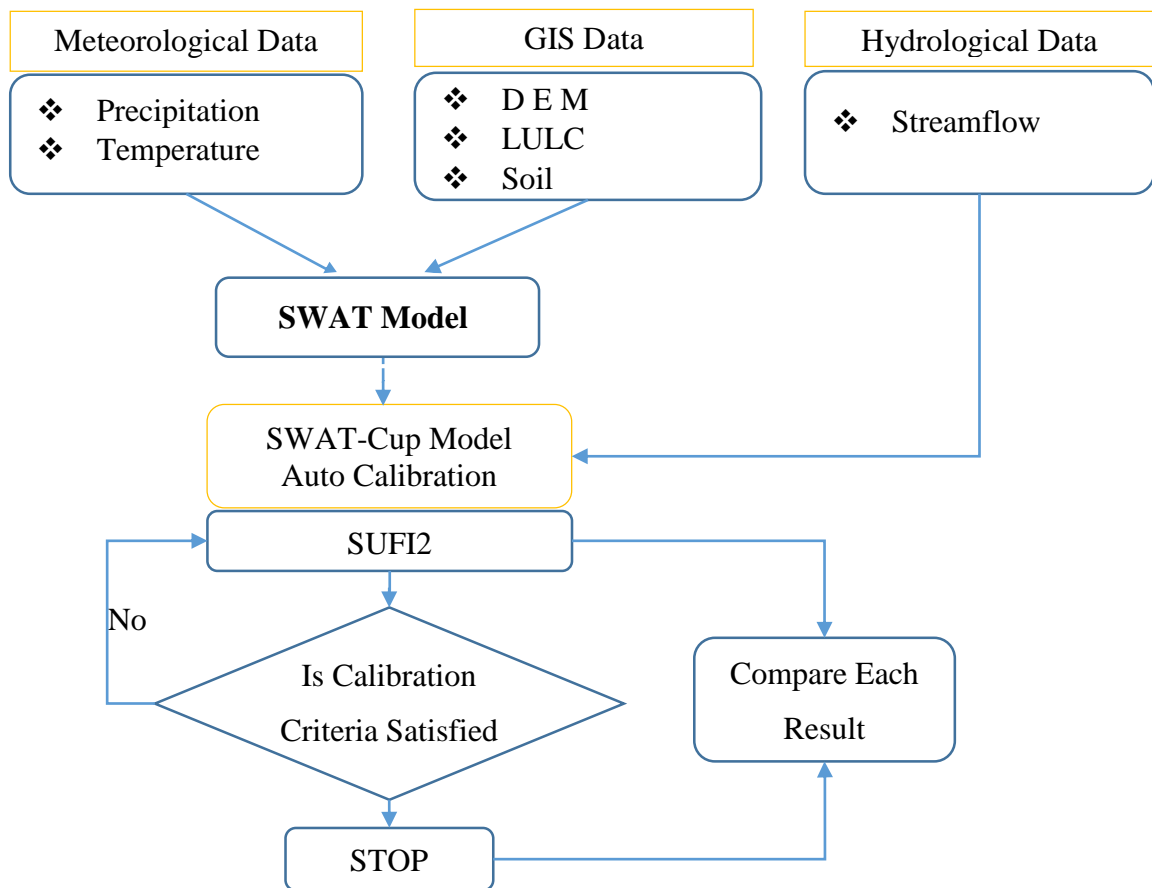 Meteorological Data
GIS Data
Hydrological Data
❖ Precipitation
❖ Temperature
❖ D E M
❖ LULC
❖ Soil
❖ Streamflow
SWAT Model
SWAT-Cup Model
Auto Calibration
SUFI2
No
Is Calibration
Criteria Satisfied
Compare Each
Result
STOP